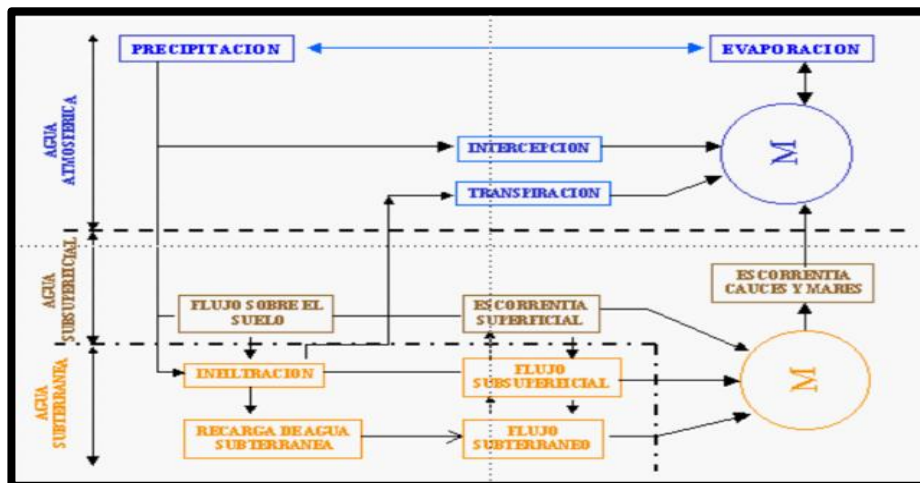 PRECIPITACION
EVAPORACION
AGUA
ATMOSFERICA
INTERCEPCION
M
TRANSPIRACION
AGUA
SUBSUPERFICIAL
ESCORRENTIA
CAUCES Y MARES
FLUJO SOBRE EL
SUELO
ESCORRENTIA
SUPERFICIAL
AGUA
SUBTERRANEA
INFILTRACION
FLUJO
SUBSUPERFICIAL
M
RECARGA DE AGUA
SUBTERRANEA
FLUJO
SUBTERRANEO